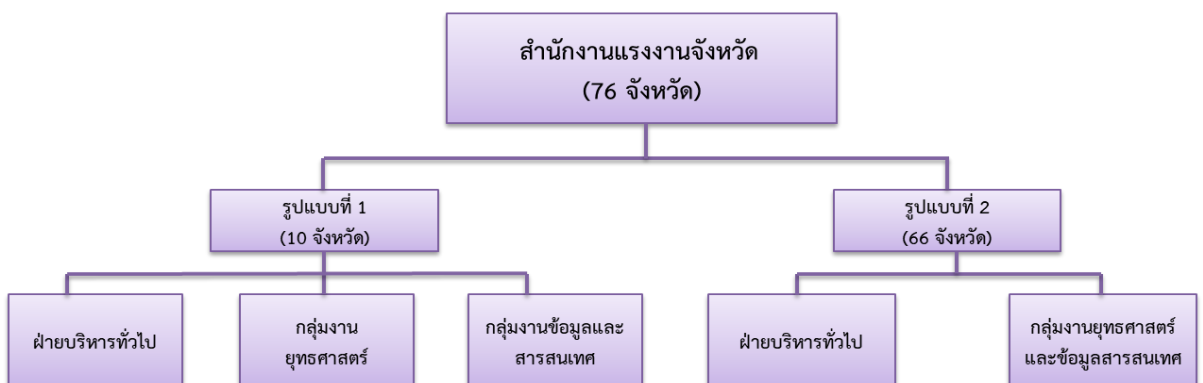 สำนักงานแรงงานจังหวัด
(76 จังหวัด)
รูปแบบที่ 1
(10 จังหวัด)
รูปแบบที่ 2
(66 จังหวัด)
ฝ่ายบริหารทั่วไป
กลุ่มงาน
ยุทธศาสตร์
กลุ่มงานข้อมูลและ
สารสนเทศ
ฝ่ายบริหารทั่วไป
กลุ่มงานยุทธศาสตร์
และข้อมูลสารสนเทศ